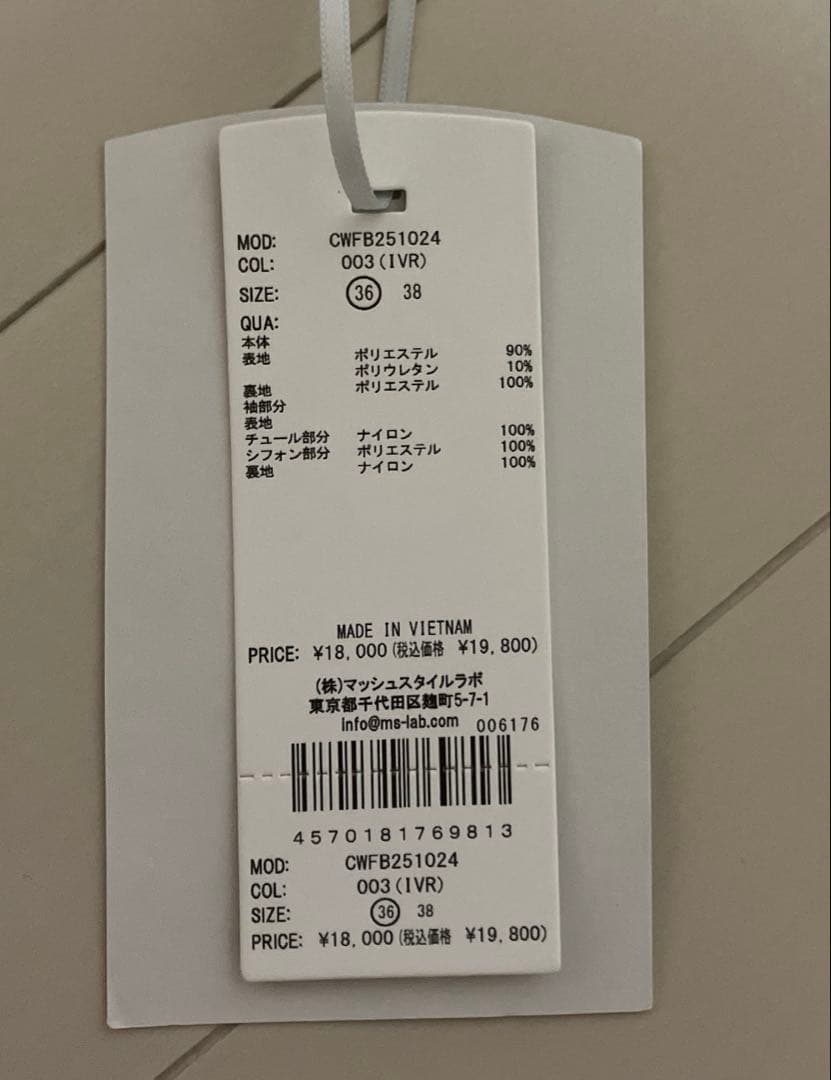 MOD: CWFB251024
COL: 003(IVR)
SIZE: 36 38
QUA:
本体
表地 ポリエステル 90%
ポリウレタン 10%
裏地 ポリエステル 100%
袖部分
表地
チュール部分 ナイロン 100%
シフォン部分 ポリエステル 100%
裏地 ナイロン 100%
MADE IN VIETNAM
PRICE: ¥18,000(税込価格 ¥19,800)
(株)マッシュスタイルラボ
東京都千代田区麹町5-7-1
info@ms-lab.com 006176
4570181769813
MOD: CWFB251024
COL: 003(IVR)
SIZE: 36 38
PRICE: ¥18,000(税込価格 ¥19,800)